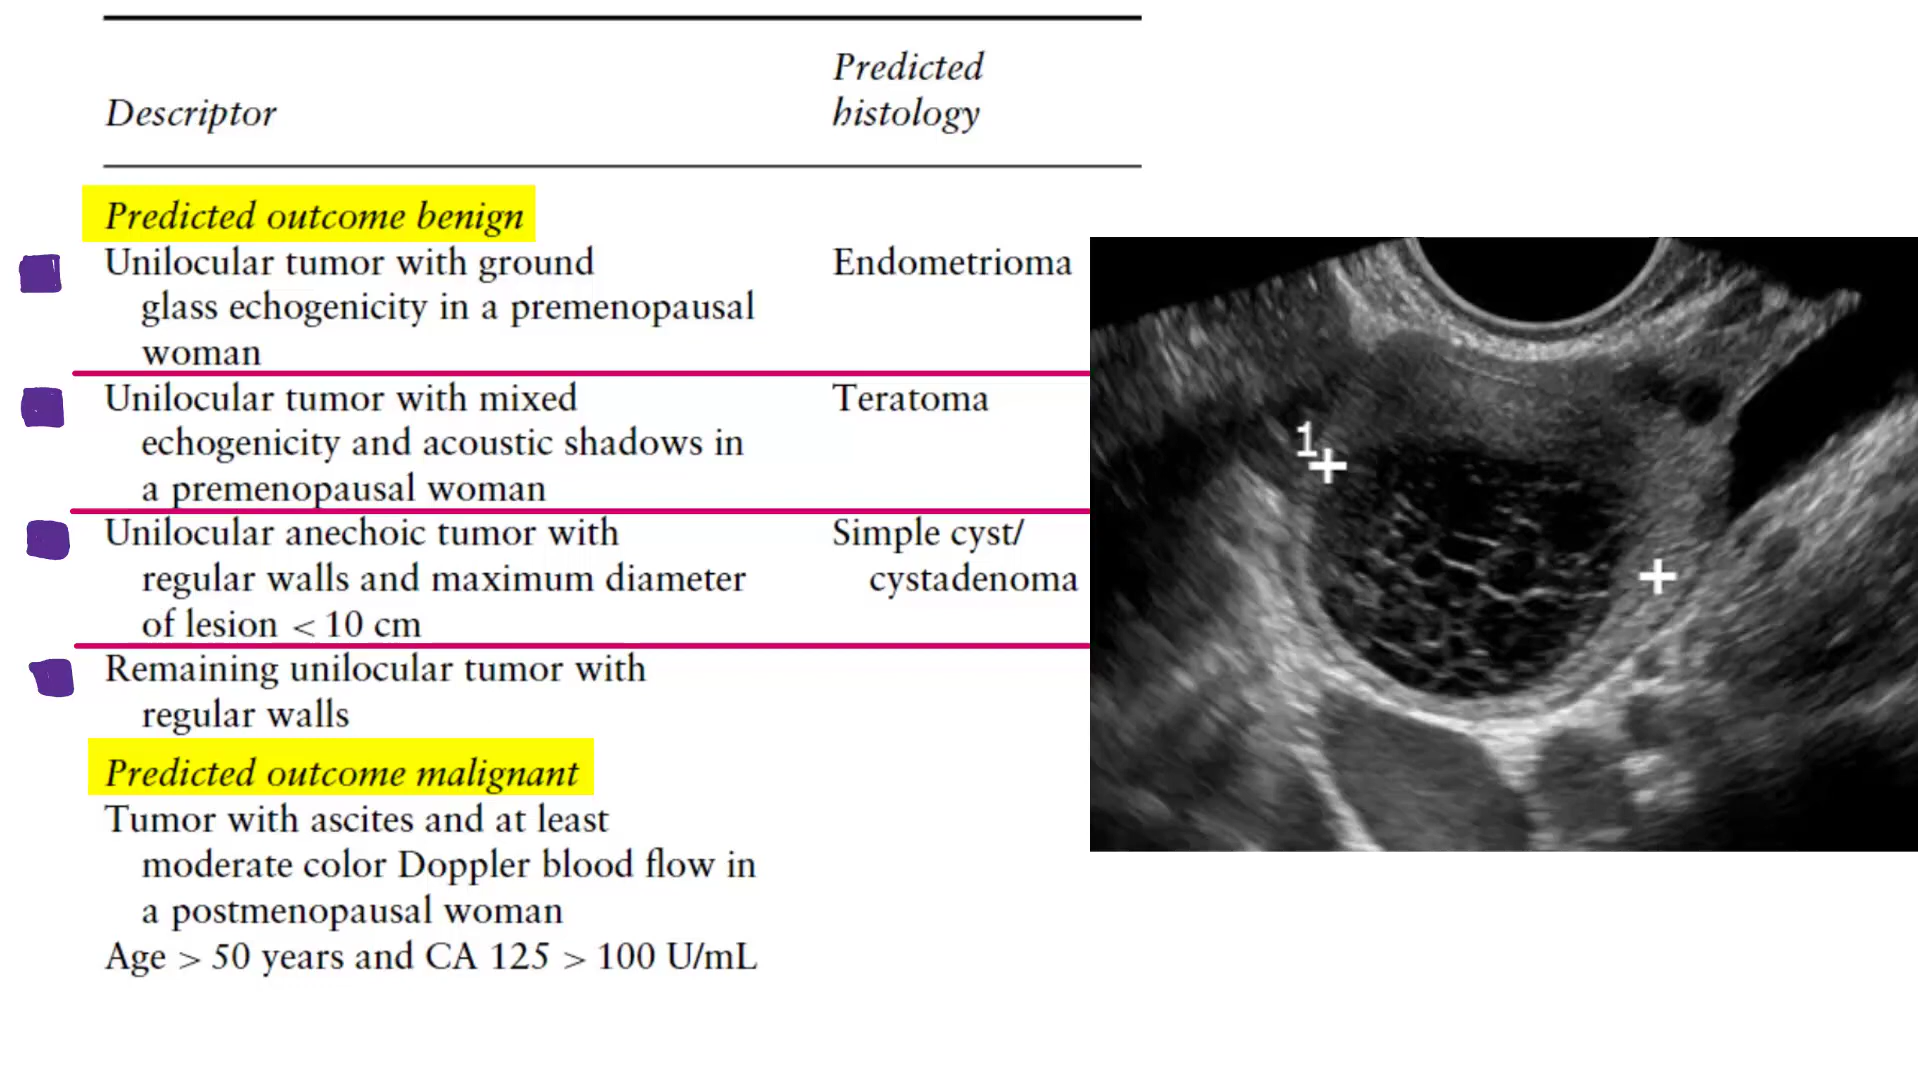 Predicted
Descriptor histology
Predicted outcome benign
Unilocular tumor with ground Endometrioma
glass echogenicity in a premenopausal
woman
Unilocular tumor with mixed Teratoma
echogenicity and acoustic shadows in
a premenopausal woman
Unilocular anechoic tumor with Simple cyst/
regular walls and maximum diameter cystadenoma
of lesion < 10 cm
Remaining unilocular tumor with
regular walls
Predicted outcome malignant
Tumor with ascites and at least
moderate color Doppler blood flow in
a postmenopausal woman
Age > 50 years and CA 125 > 100 U/mL
1